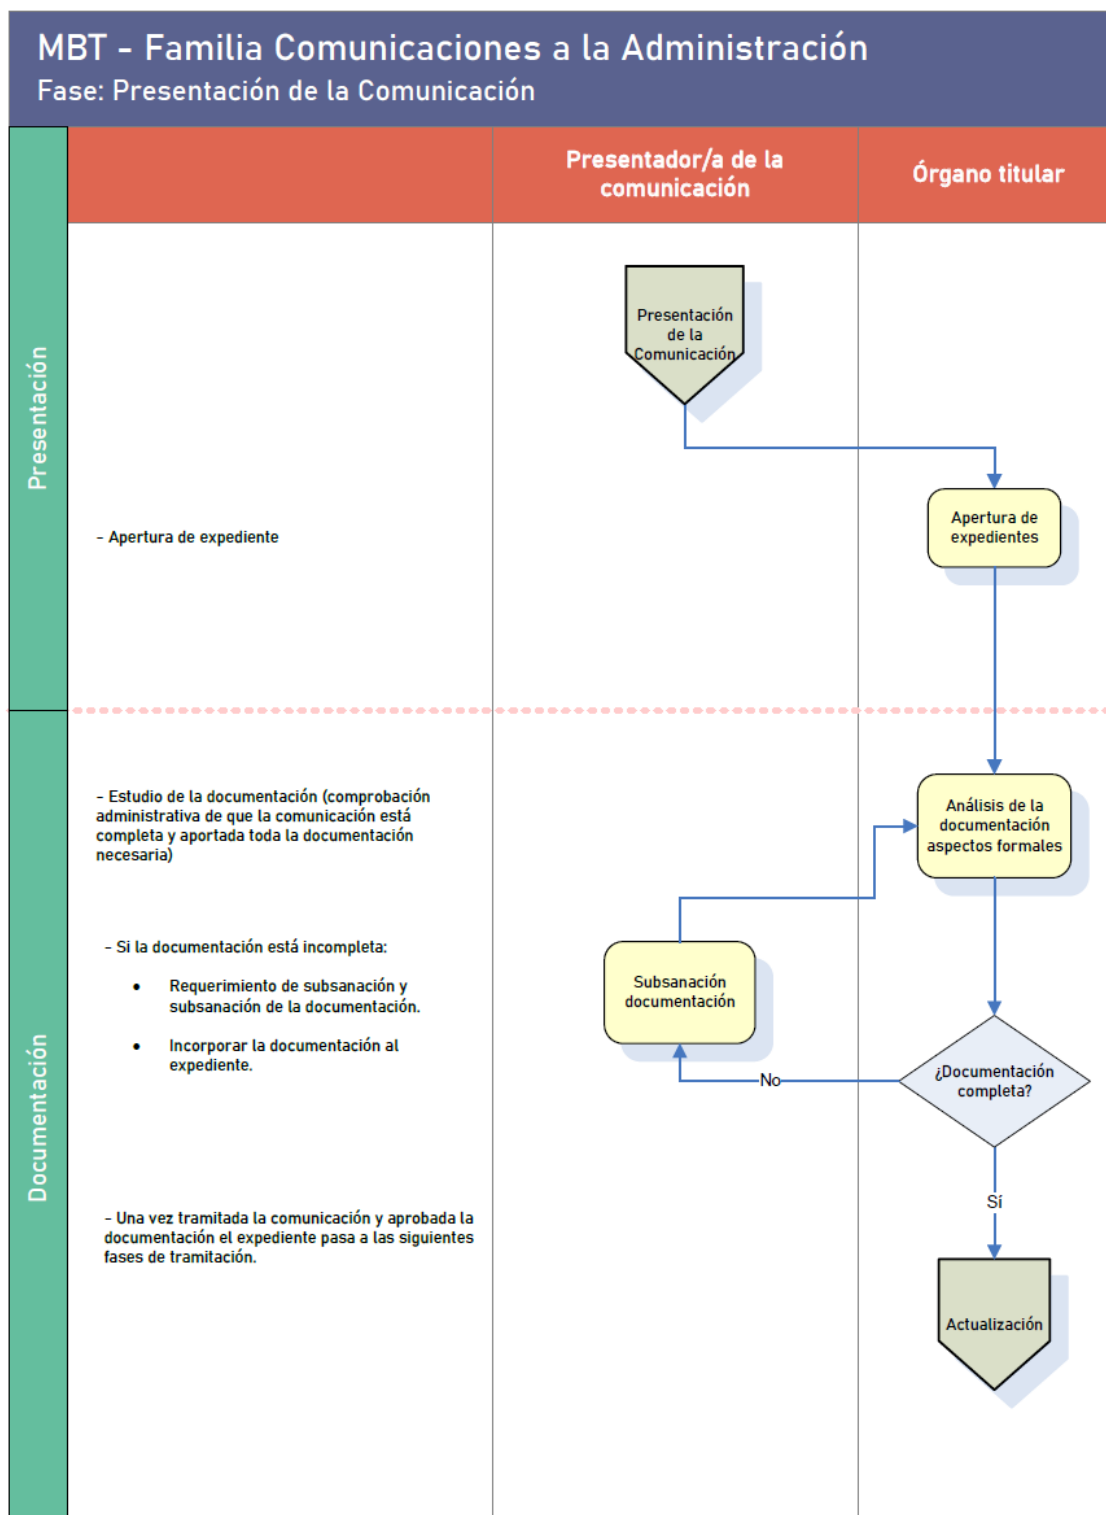 MBT - Familia Comunicaciones a la Administración
Fase: Presentación de la Comunicación
Presentador/a de la
comunicación
Órgano titular
Presentación
Presentación
de la
Comunicación
- Apertura de expediente
Apertura de
expedientes
Documentación
- Estudio de la documentación (comprobación
administrativa de que la comunicación está
completa y aportada toda la documentación
necesaria)
Análisis de la
documentación
aspectos formales
- Si la documentación está incompleta:
• Requerimiento de subsanación y
subsanación de la documentación.
• Incorporar la documentación al
expediente.
Subsanación
documentación
¿Documentación
completa?
No
Sí
- Una vez tramitada la comunicación y aprobada la
documentación el expediente pasa a las siguientes
fases de tramitación.
Actualización